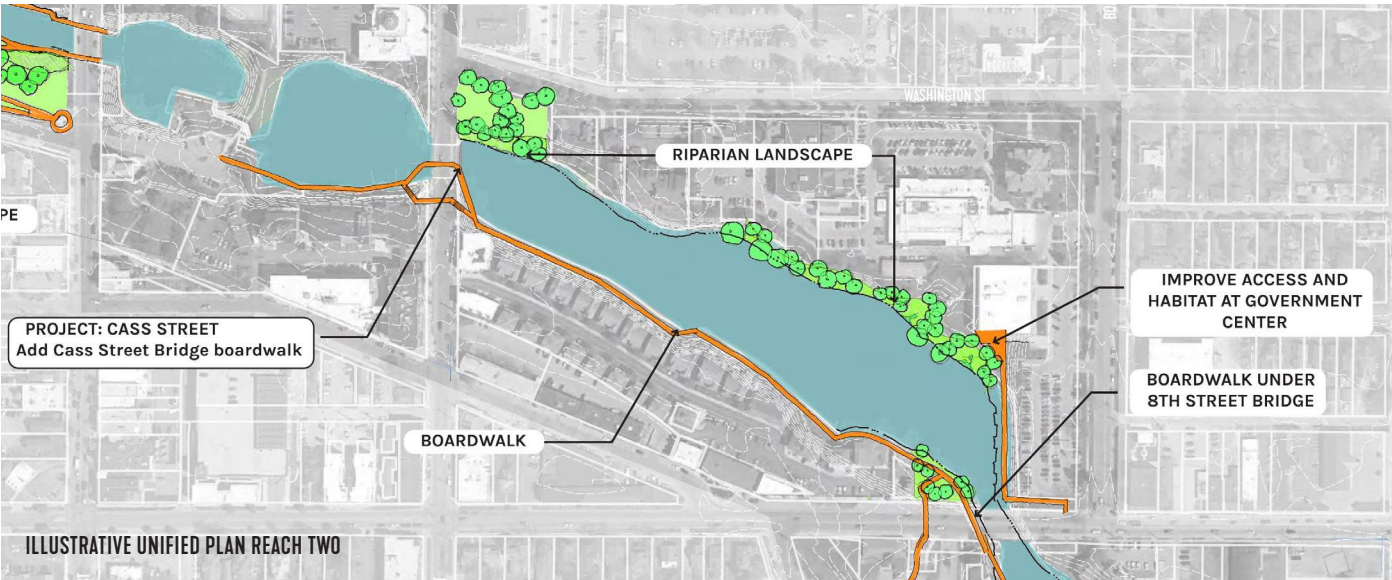 WASHINGTON ST
RIPARIAN LANDSCAPE
PE
IMPROVE ACCESS AND
HABITAT AT GOVERNMENT
CENTER
PROJECT: CASS STREET
Add Cass Street Bridge boardwalk
BOARDWALK UNDER
8TH STREET BRIDGE
BOARDWALK
ILLUSTRATIVE UNIFIED PLAN REACH TWO